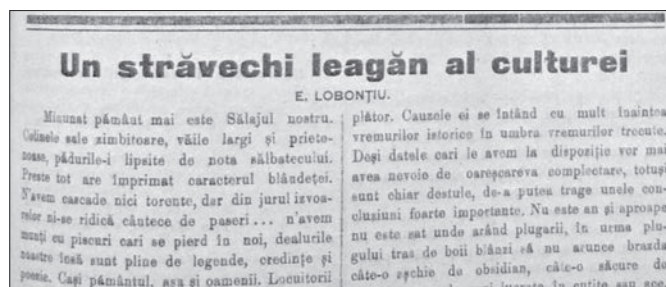 Un străvechi leagăn al culturei
E. LOBONȚIU.
Minunat pământ mai este Sălajul nostru.
Colinele sale zimbitoare, văile largi și priete-
noase, pădurile-i lipsite de nota sălbatecului.
Preste tot are imprimat caracterul blândeței.
N'avem cascade nici torente, dar din jurul izvoa-
relor ni-se ridică cântece de paseri... n'avem
munți cu piscuri cari se pierd în noi, dealurile
noastre însă sunt pline de legende, credințe și
poezie. Cași pământul, așa și oamenii. Locuitorii
plător. Cauzele ei se întând cu mult înaintea
vremurilor istorice în umbra vremurilor trecute.
Deși datele cari le avem la dispoziție vor mai
avea nevoie de oareșcareva complectare, totuși
sunt chiar destule, de-a putea trage unele con-
cluziuni foarte importante. Nu este an și aproape
nu este sat unde arând plugarii, în urma plu-
gului tras de boii blânzi să nu arunce brazda
câte-o așchie de obsidian, câte-o săcure de